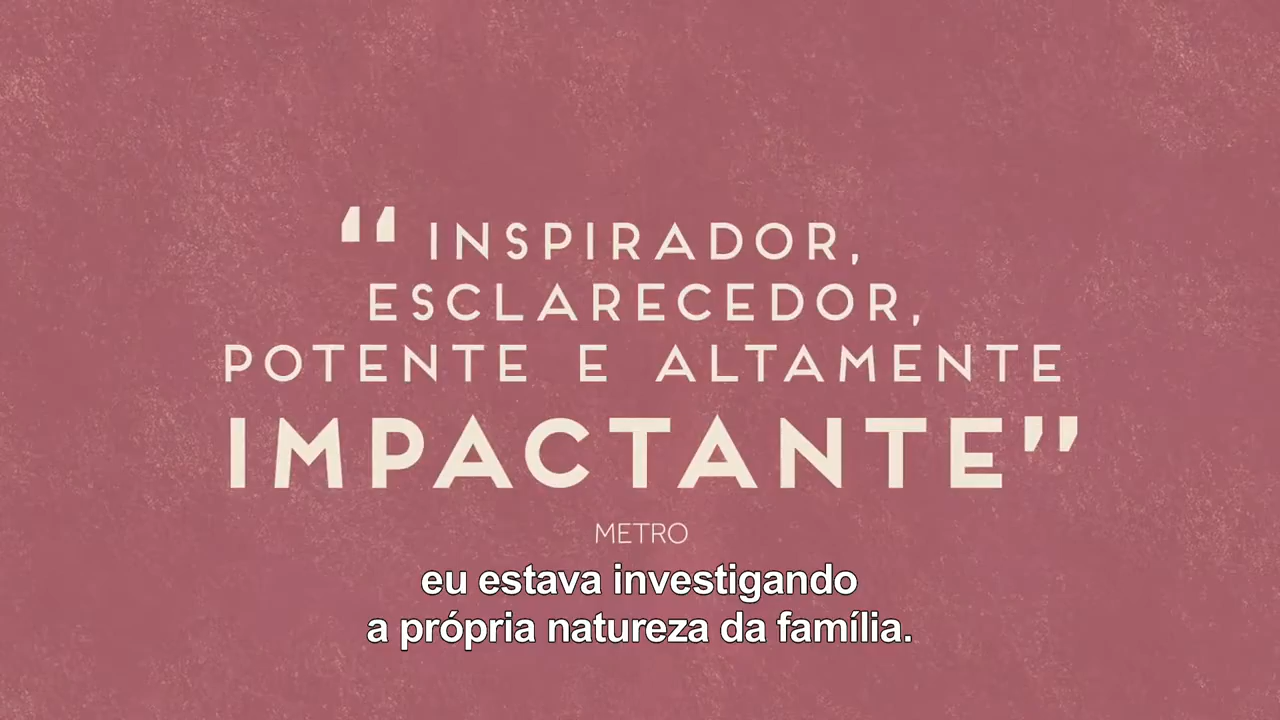 “INSPIRADOR,
ESCLARECEDOR,
POTENTE E ALTAMENTE
IMPACTANTE”
METRO
eu estava investigando
a própria natureza da família.